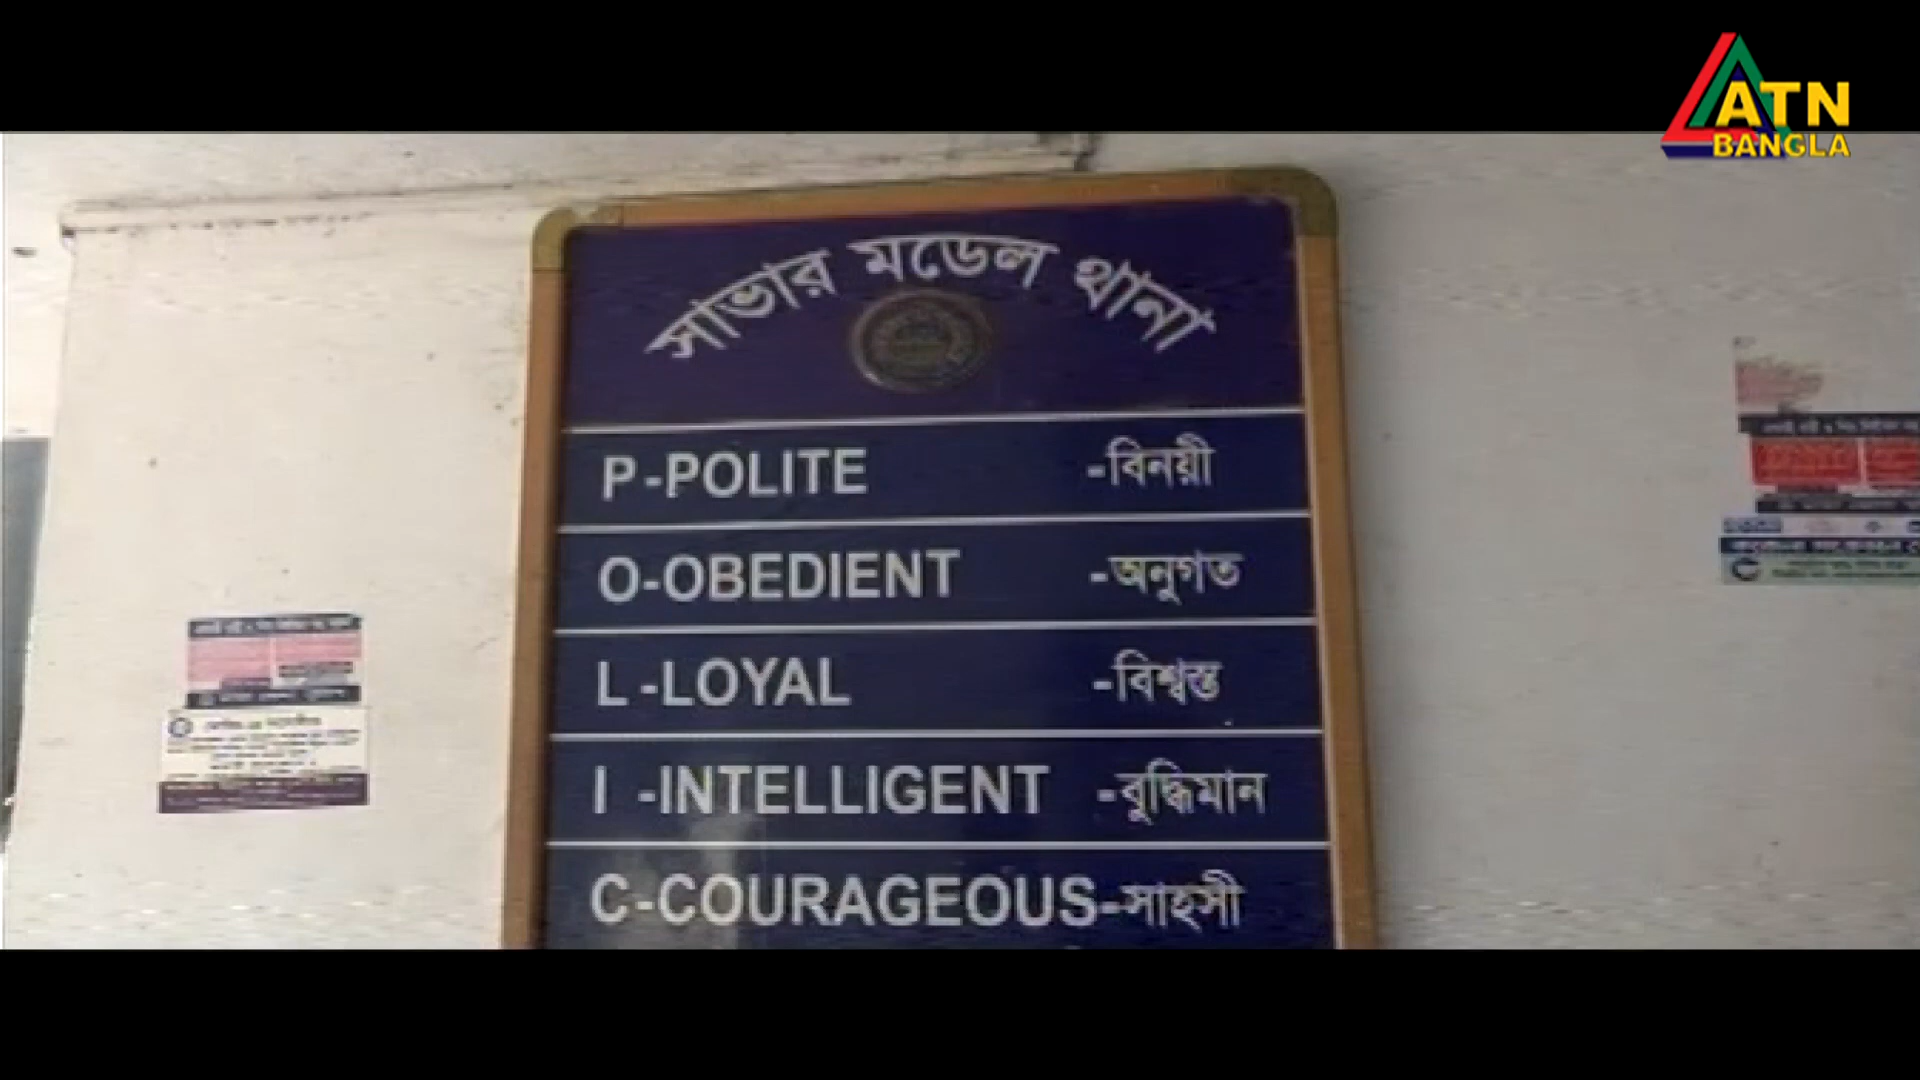 ATN
BANGLA
সাভার মডেল থানা
P-POLITE -বিনয়ী
O-OBEDIENT -অনুগত
L-LOYAL -বিশ্বস্ত
I-INTELLIGENT -বুদ্ধিমান
C-COURAGEOUS-সাহসী